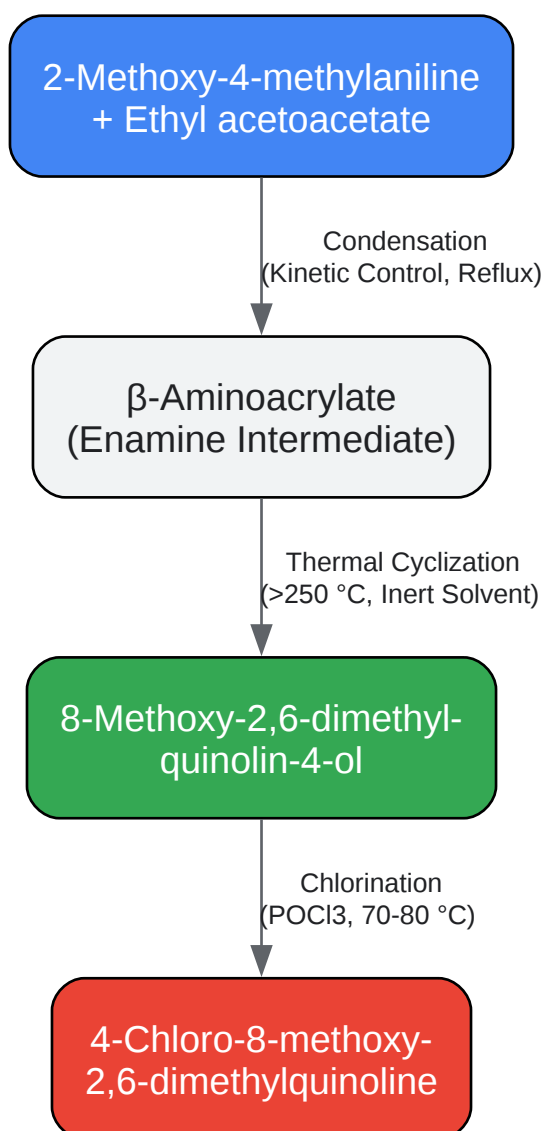 2-Methoxy-4-methylaniline
+ Ethyl acetoacetate
Condensation
(Kinetic Control, Reflux)
β-Aminoacrylate
(Enamine Intermediate)
Thermal Cyclization
(>250 °C, Inert Solvent)
8-Methoxy-2,6-dimethyl-
quinolin-4-ol
Chlorination
(POCl3, 70-80 °C)
4-Chloro-8-methoxy-
2,6-dimethylquinoline